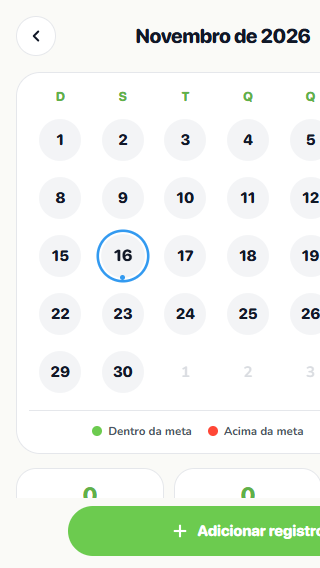 Novembro de 2026
D S T Q Q
1 2 3 4 5
8 9 10 11 12
15 16 17 18 19
22 23 24 25 26
29 30 1 2 3
Dentro da meta Acima da meta
0 0
+ Adicionar registro